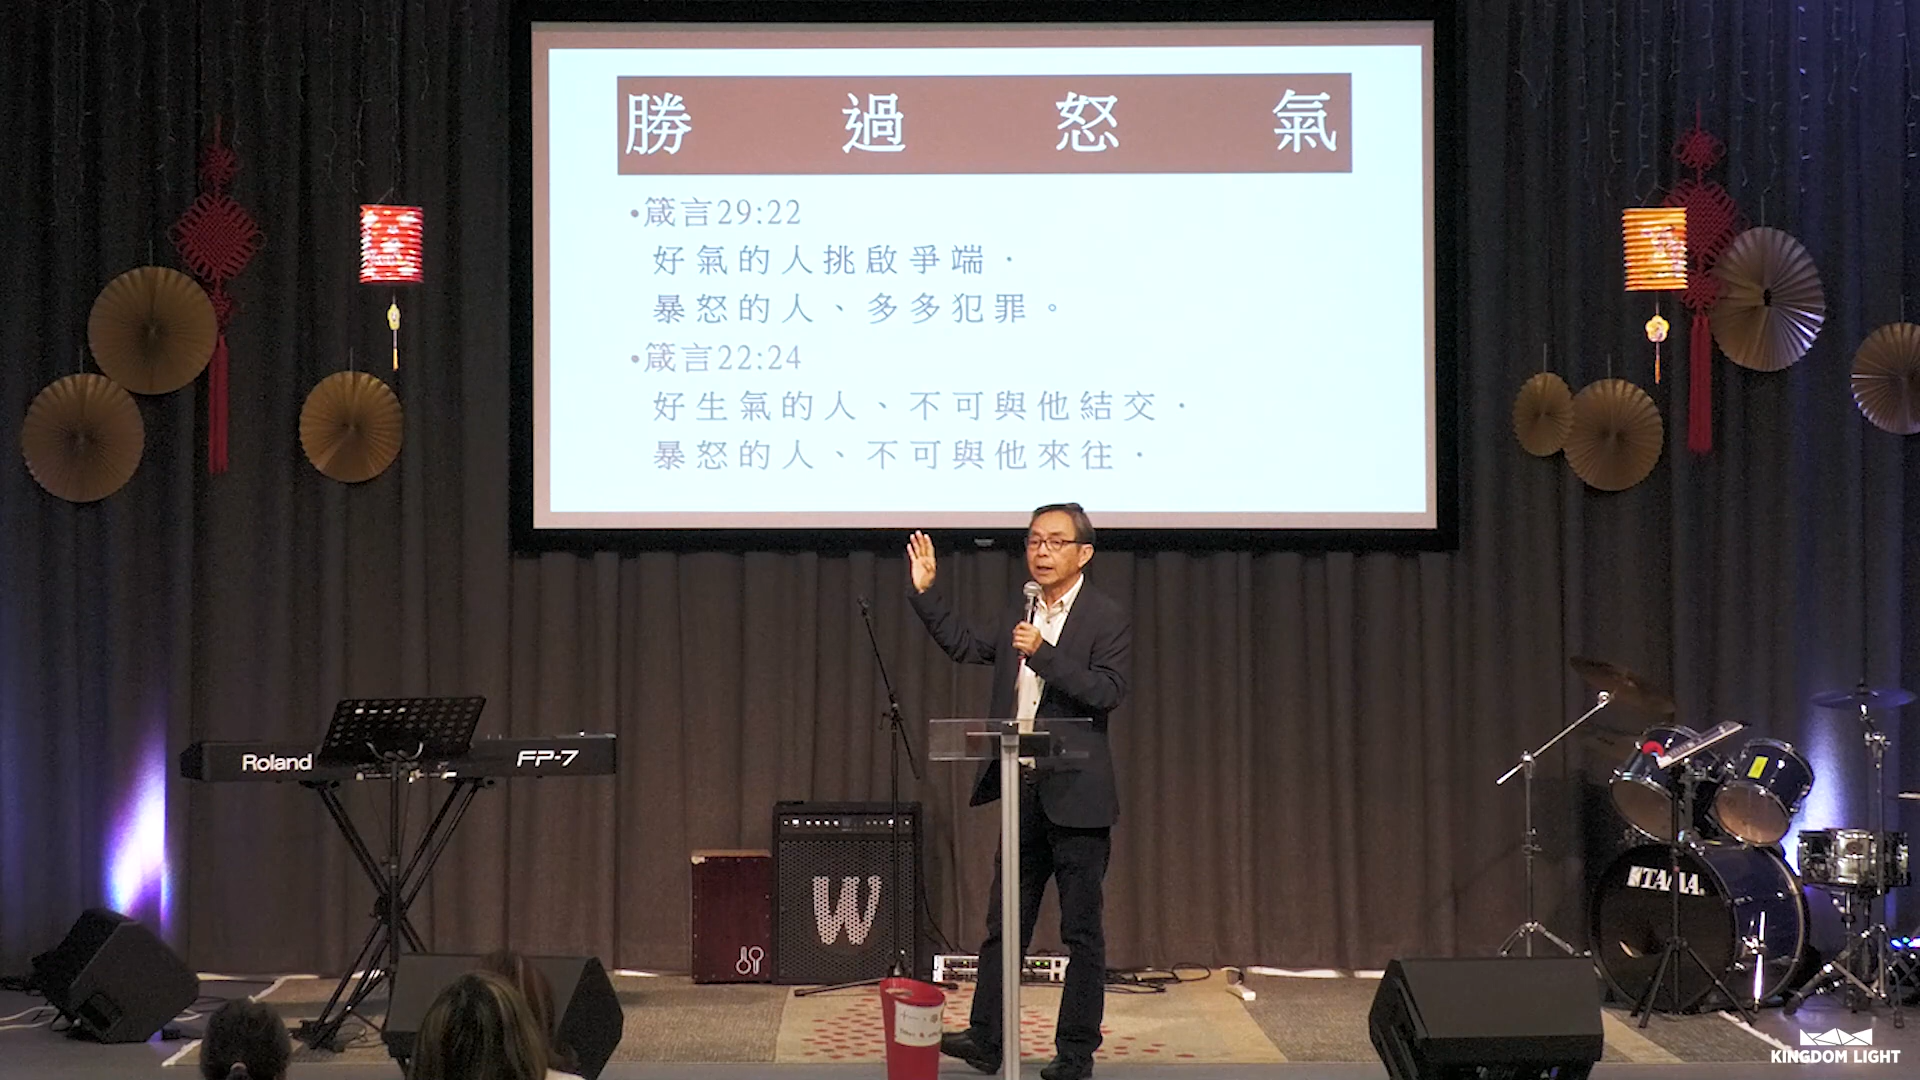 勝過怒氣
•箴言29:22
好氣的人挑啟爭端．
暴怒的人、多多犯罪。
•箴言22:24
好生氣的人、不可與他結交．
暴怒的人、不可與他來往．
Roland FP-7
W
TAMA
KINGDOM LIGHT